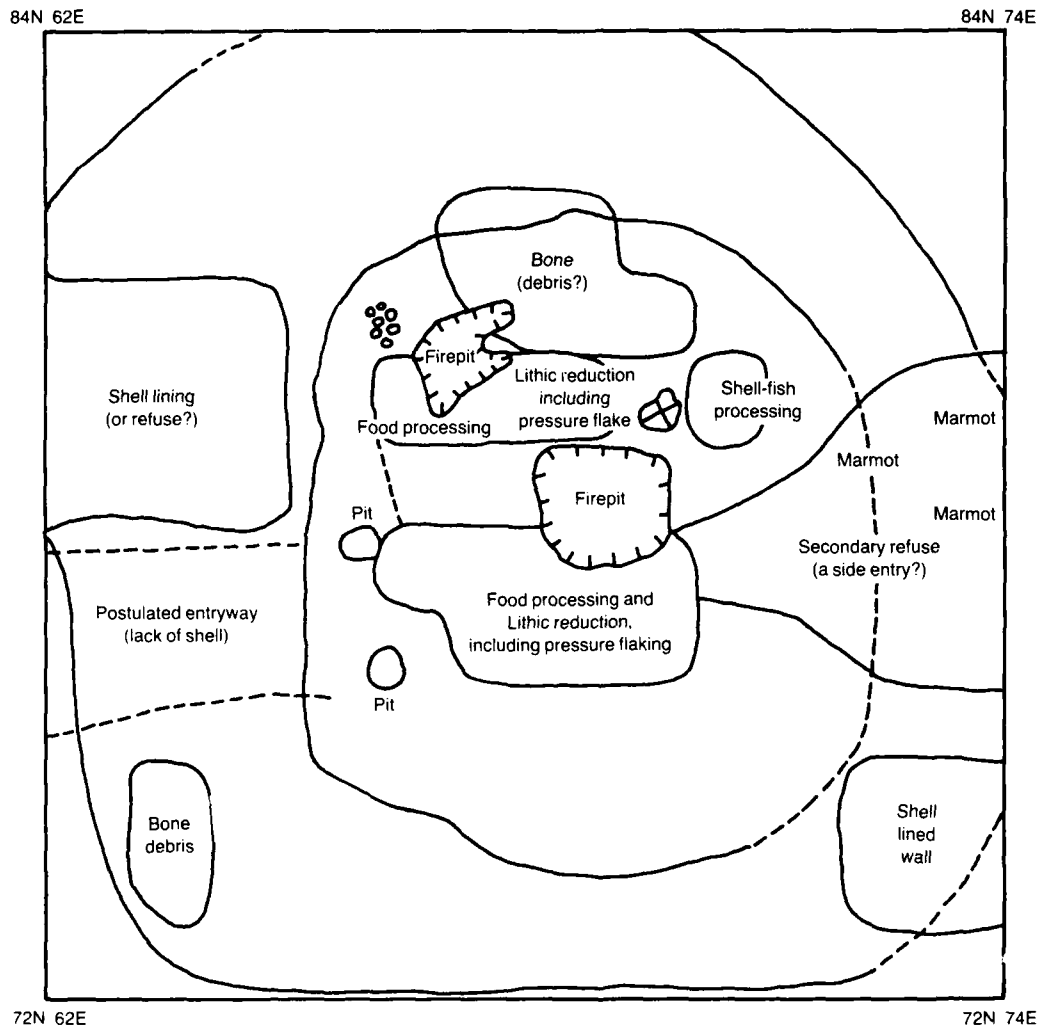 84N 62E
84N 74E
Bone
(debris?)
Firepit
Lithic reduction
including
pressure flake
Shell-fish
processing
Shell lining
(or refuse?)
Food processing
Marmot
Marmot
Firepit
Marmot
Pit
Secondary refuse
(a side entry?)
Postulated entryway
(lack of shell)
Food processing and
Lithic reduction,
including pressure flaking
Pit
Bone
debris
Shell
lined
wall
72N 62E
72N 74E